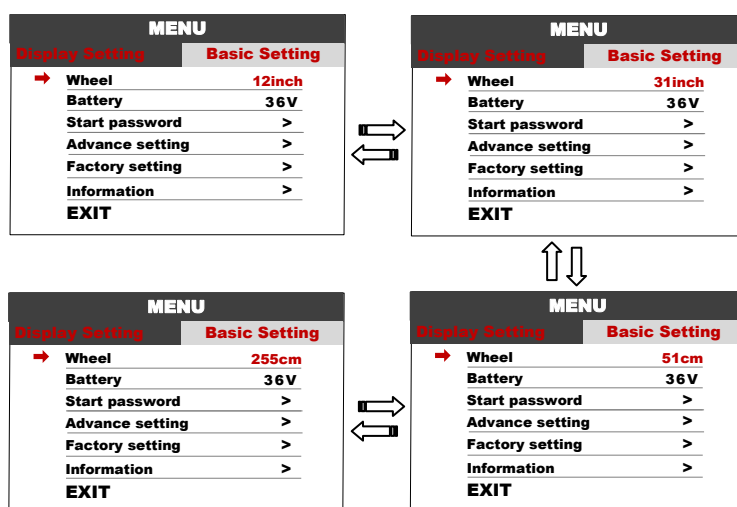 MENU
Display Setting Basic Setting
Wheel 12inch
Battery 36V
Start password >
Advance setting >
Factory setting >
Information >
EXIT
MENU
Display Setting Basic Setting
Wheel 31inch
Battery 36V
Start password >
Advance setting >
Factory setting >
Information >
EXIT
MENU
Display Setting Basic Setting
Wheel 255cm
Battery 36V
Start password >
Advance setting >
Factory setting >
Information >
EXIT
MENU
Display Setting Basic Setting
Wheel 51cm
Battery 36V
Start password >
Advance setting >
Factory setting >
Information >
EXIT